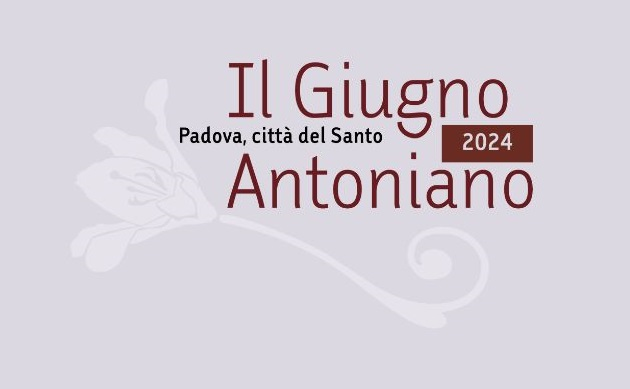 Il Giugno
Padova, città del Santo
2024
Antoniano